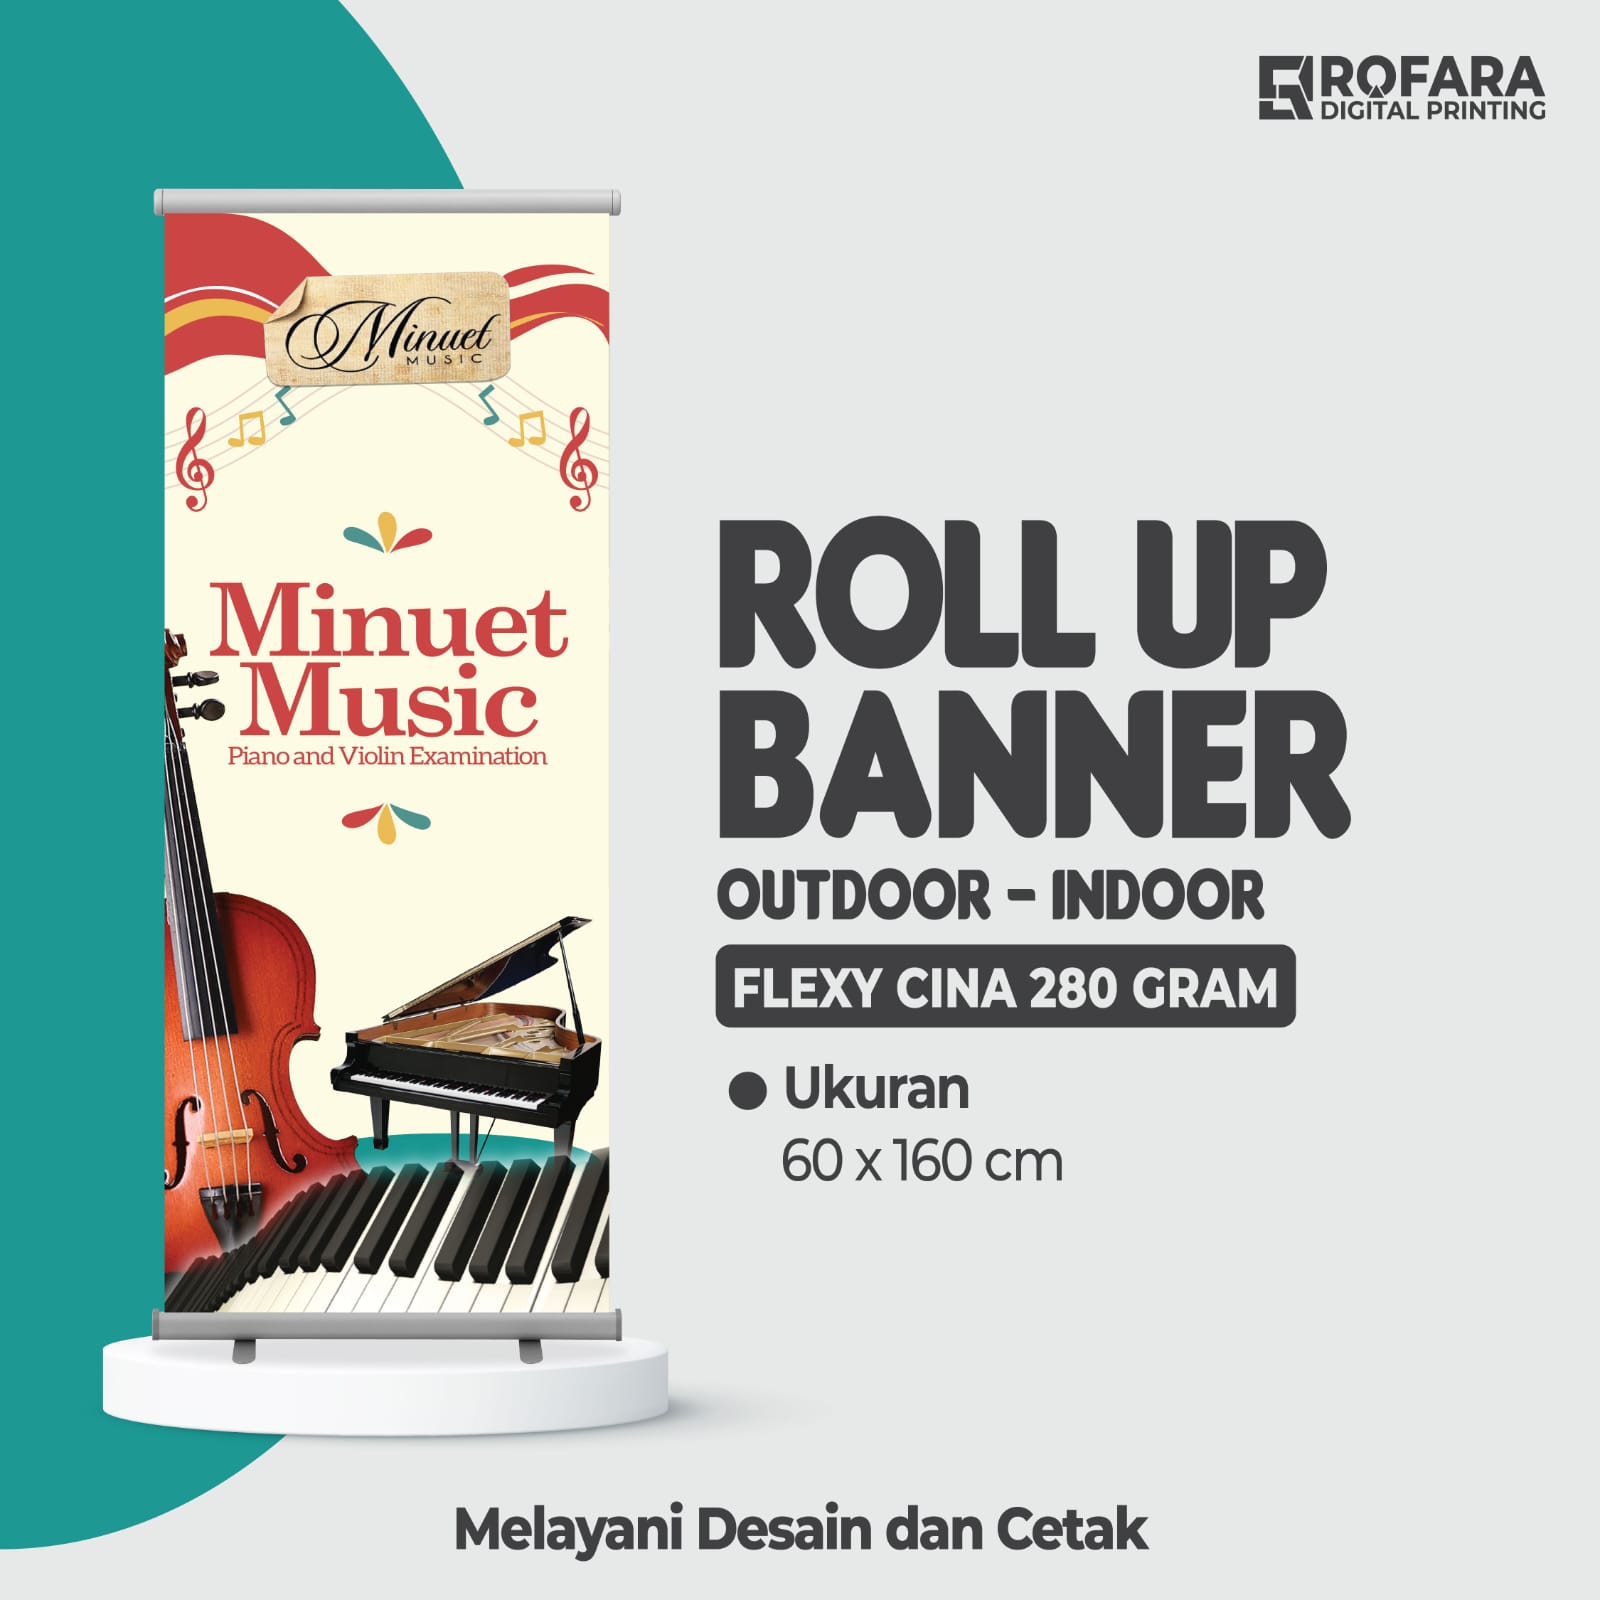 ROFARA
DIGITAL PRINTING
Minuet
MUSIC
Minuet
Music
Piano and Violin Examination
ROLL UP
BANNER
OUTDOOR - INDOOR
FLEXY CINA 280 GRAM
● Ukuran
60 x 160 cm
Melayani Desain dan Cetak